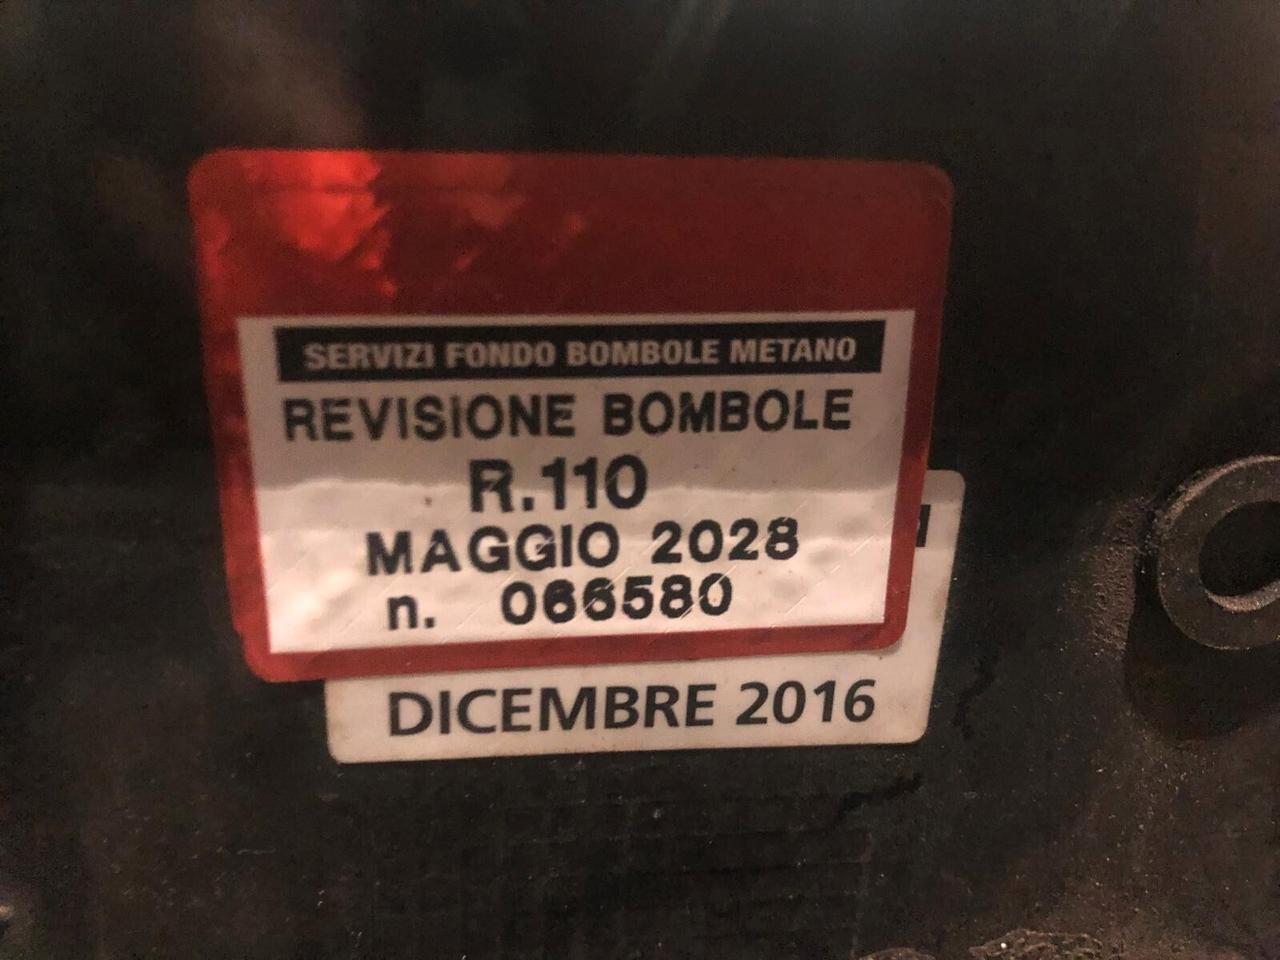 SERVIZI FONDO BOMBOLE METANO
REVISIONE BOMBOLE
R.110
MAGGIO 2028
n. 066580
DICEMBRE 2016